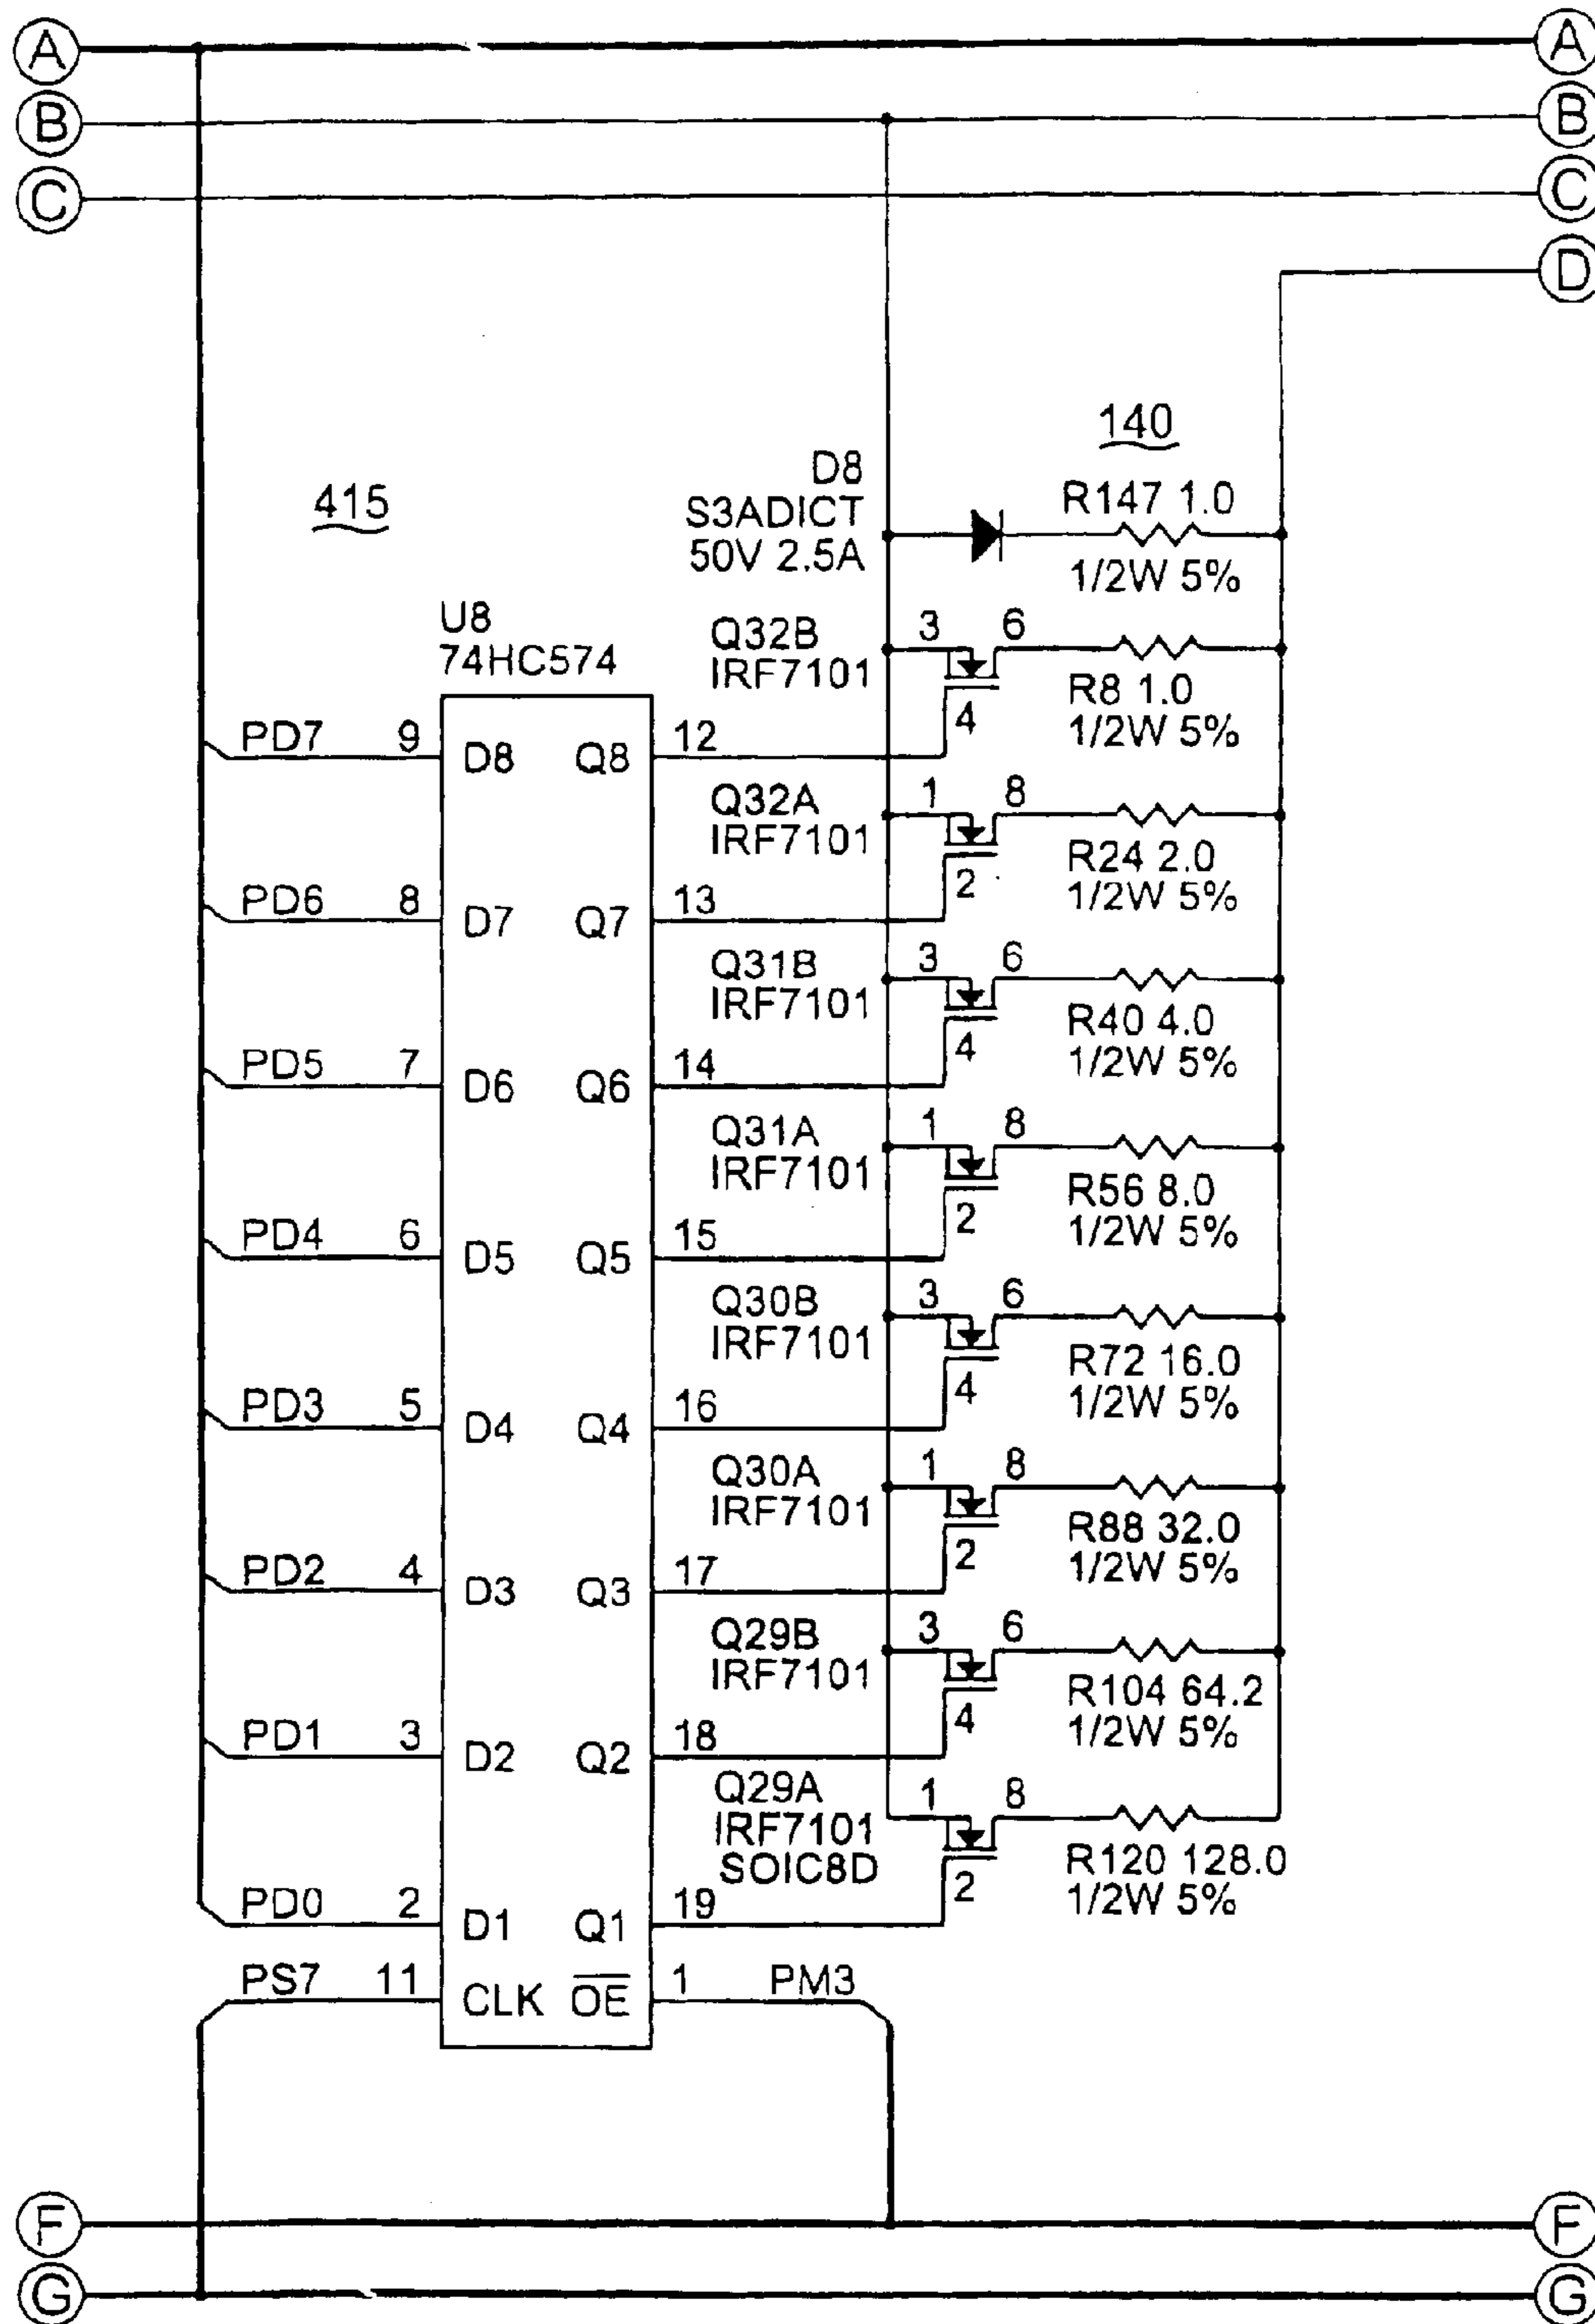 A A
B B
C C
D
140
415
D8
S3ADICT
50V 2.5A
R147 1.0
1/2W 5%
U8
74HC574
Q32B
IRF7101
3 6
4
R8 1.0
1/2W 5%
PD7 9 D8 Q8 12
Q32A
IRF7101
1 8
2
R24 2.0
1/2W 5%
PD6 8 D7 Q7 13
Q31B
IRF7101
3 6
4
R40 4.0
1/2W 5%
PD5 7 D6 Q6 14
Q31A
IRF7101
1 8
2
R56 8.0
1/2W 5%
PD4 6 D5 Q5 15
Q30B
IRF7101
3 6
4
R72 16.0
1/2W 5%
PD3 5 D4 Q4 16
Q30A
IRF7101
1 8
2
R88 32.0
1/2W 5%
PD2 4 D3 Q3 17
Q29B
IRF7101
3 6
4
R104 64.2
1/2W 5%
PD1 3 D2 Q2 18
Q29A
IRF7101
SOIC8D
1 8
2
R120 128.0
1/2W 5%
PD0 2 D1 Q1 19
PS7 11 CLK OE 1 PM3
F F
G G